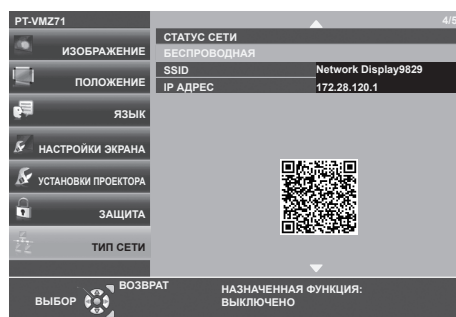 PT-VMZ71
4/5
СТАТУС СЕТИ
БЕСПРОВОДНАЯ
SSID Network Display9829
IP АДРЕС 172.28.120.1
ИЗОБРАЖЕНИЕ
ПОЛОЖЕНИЕ
ЯЗЫК
НАСТРОЙКИ ЭКРАНА
УСТАНОВКИ ПРОЕКТОРА
ЗАЩИТА
ТИП СЕТИ
ВЫБОР
ВОЗВРАТ
НАЗНАЧЕННАЯ ФУНКЦИЯ:
ВЫКЛЮЧЕНО